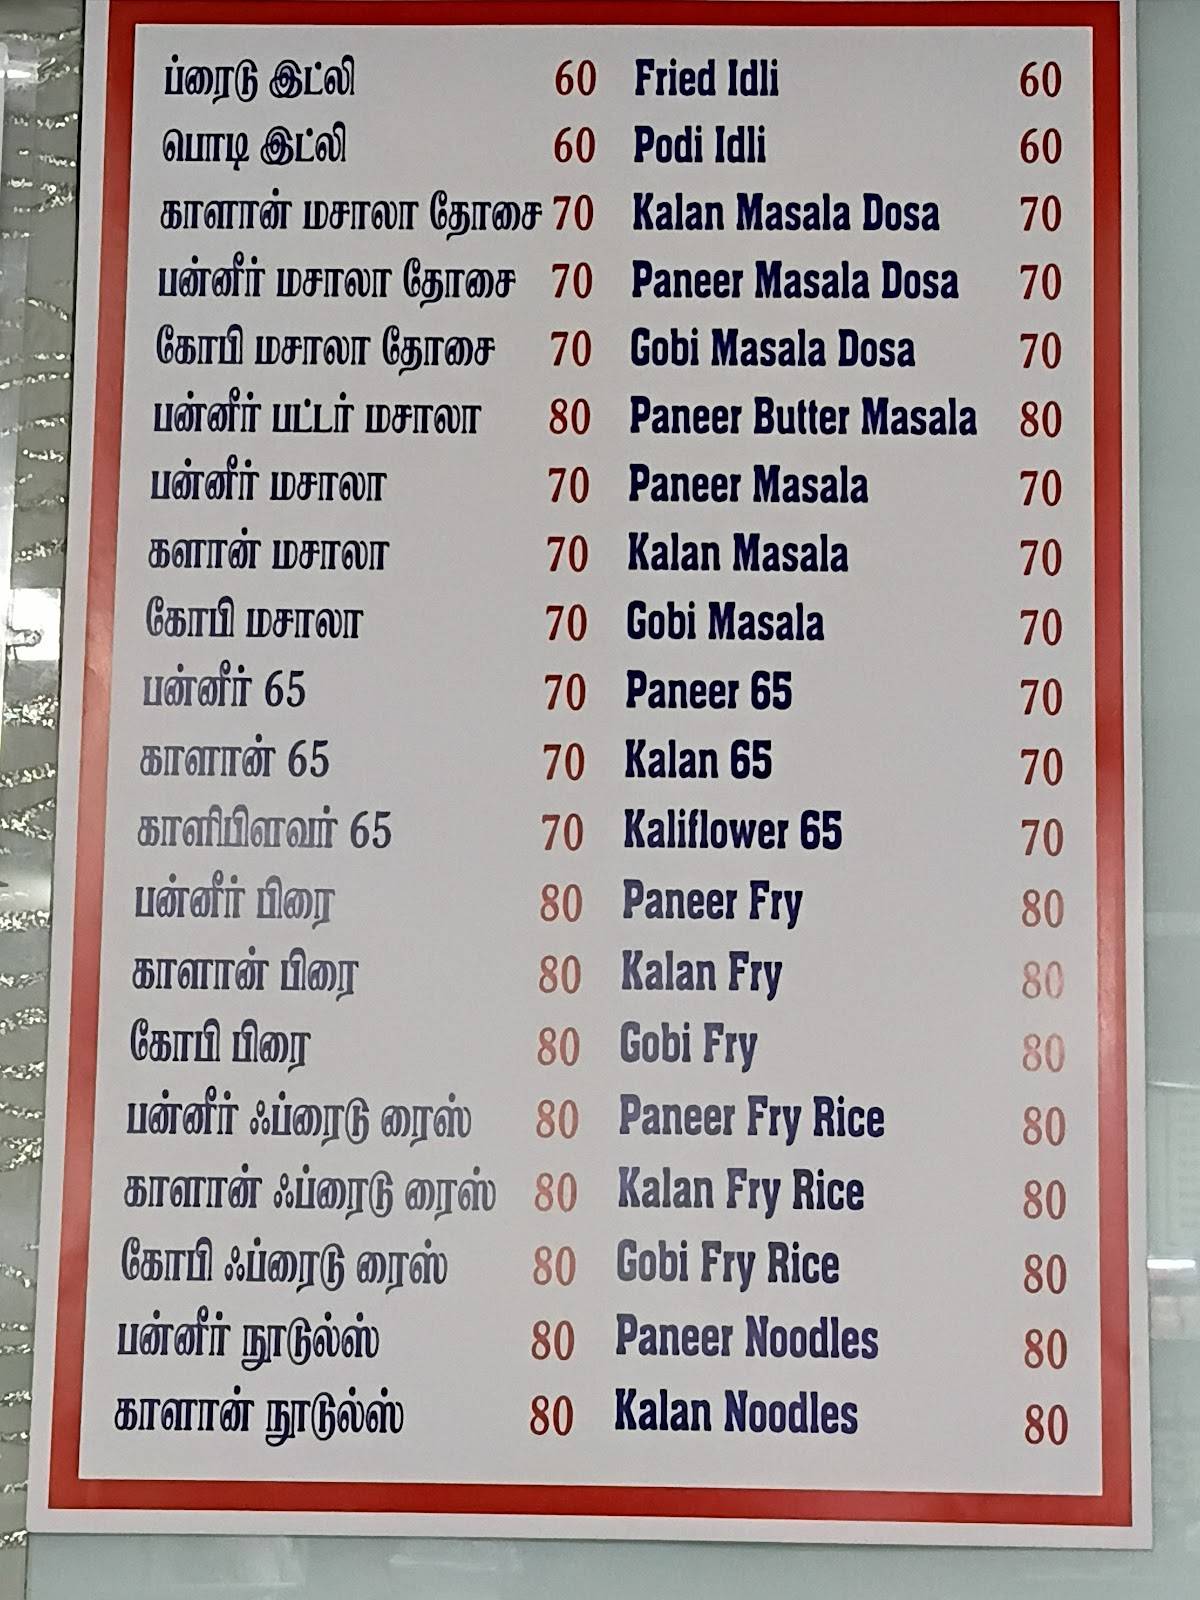 ப்ரைடு இட்லி 60 Fried Idli 60
பொடி இட்லி 60 Podi Idli 60
காளான் மசாலா தோசை 70 Kalan Masala Dosa 70
பன்னீர் மசாலா தோசை 70 Paneer Masala Dosa 70
கோபி மசாலா தோசை 70 Gobi Masala Dosa 70
பன்னீர் பட்டர் மசாலா 80 Paneer Butter Masala 80
பன்னீர் மசாலா 70 Paneer Masala 70
களான் மசாலா 70 Kalan Masala 70
கோபி மசாலா 70 Gobi Masala 70
பன்னீர் 65 70 Paneer 65 70
காளான் 65 70 Kalan 65 70
காளிபிளவர் 65 70 Kaliflower 65 70
பன்னீர் பிரை 80 Paneer Fry 80
காளான் பிரை 80 Kalan Fry 80
கோபி பிரை 80 Gobi Fry 80
பன்னீர் ஃப்ரைடு ரைஸ் 80 Paneer Fry Rice 80
காளான் ஃப்ரைடு ரைஸ் 80 Kalan Fry Rice 80
கோபி ஃப்ரைடு ரைஸ் 80 Gobi Fry Rice 80
பன்னீர் நூடுல்ஸ் 80 Paneer Noodles 80
காளான் நூடுல்ஸ் 80 Kalan Noodles 80